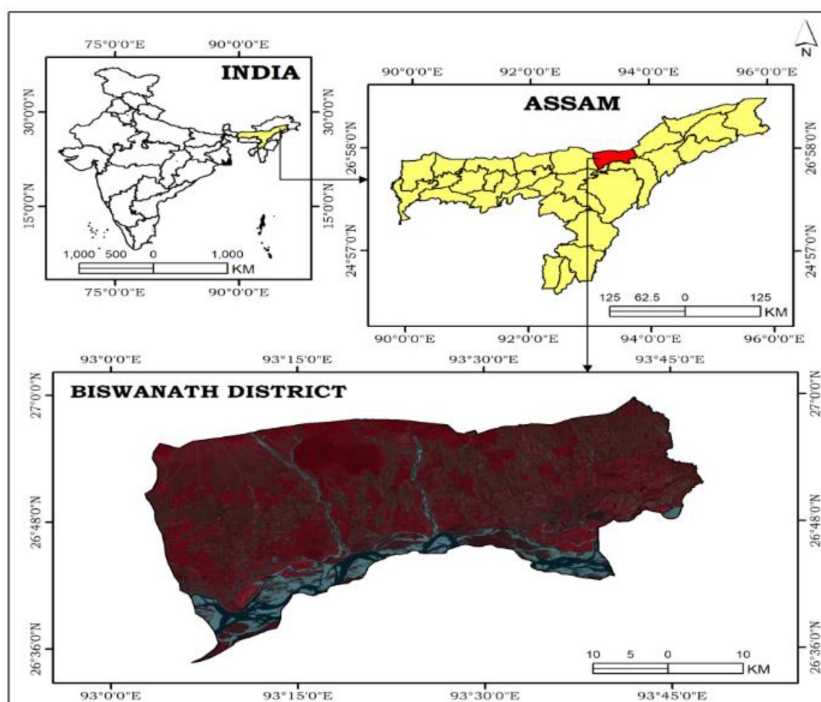 N
75°0'0"E 90°0'0"E
INDIA
30°0'0"N
15°0'0"N
30°0'0"N
15°0'0"N
1,000 500 0 1,000
KM
75°0'0"E 90°0'0"E
90°0'0"E 92°0'0"E 94°0'0"E 96°0'0"E
ASSAM
26°58'0"N
24°57'0"N
26°58'0"N
24°57'0"N
125 62.5 0 125
KM
90°0'0"E 92°0'0"E 94°0'0"E 96°0'0"E
93°0'0"E 93°15'0"E 93°30'0"E 93°45'0"E
BISWANATH DISTRICT
27°0'0"N
26°48'0"N
26°36'0"N
27°0'0"N
26°48'0"N
26°36'0"N
10 5 0 10
KM
93°0'0"E 93°15'0"E 93°30'0"E 93°45'0"E